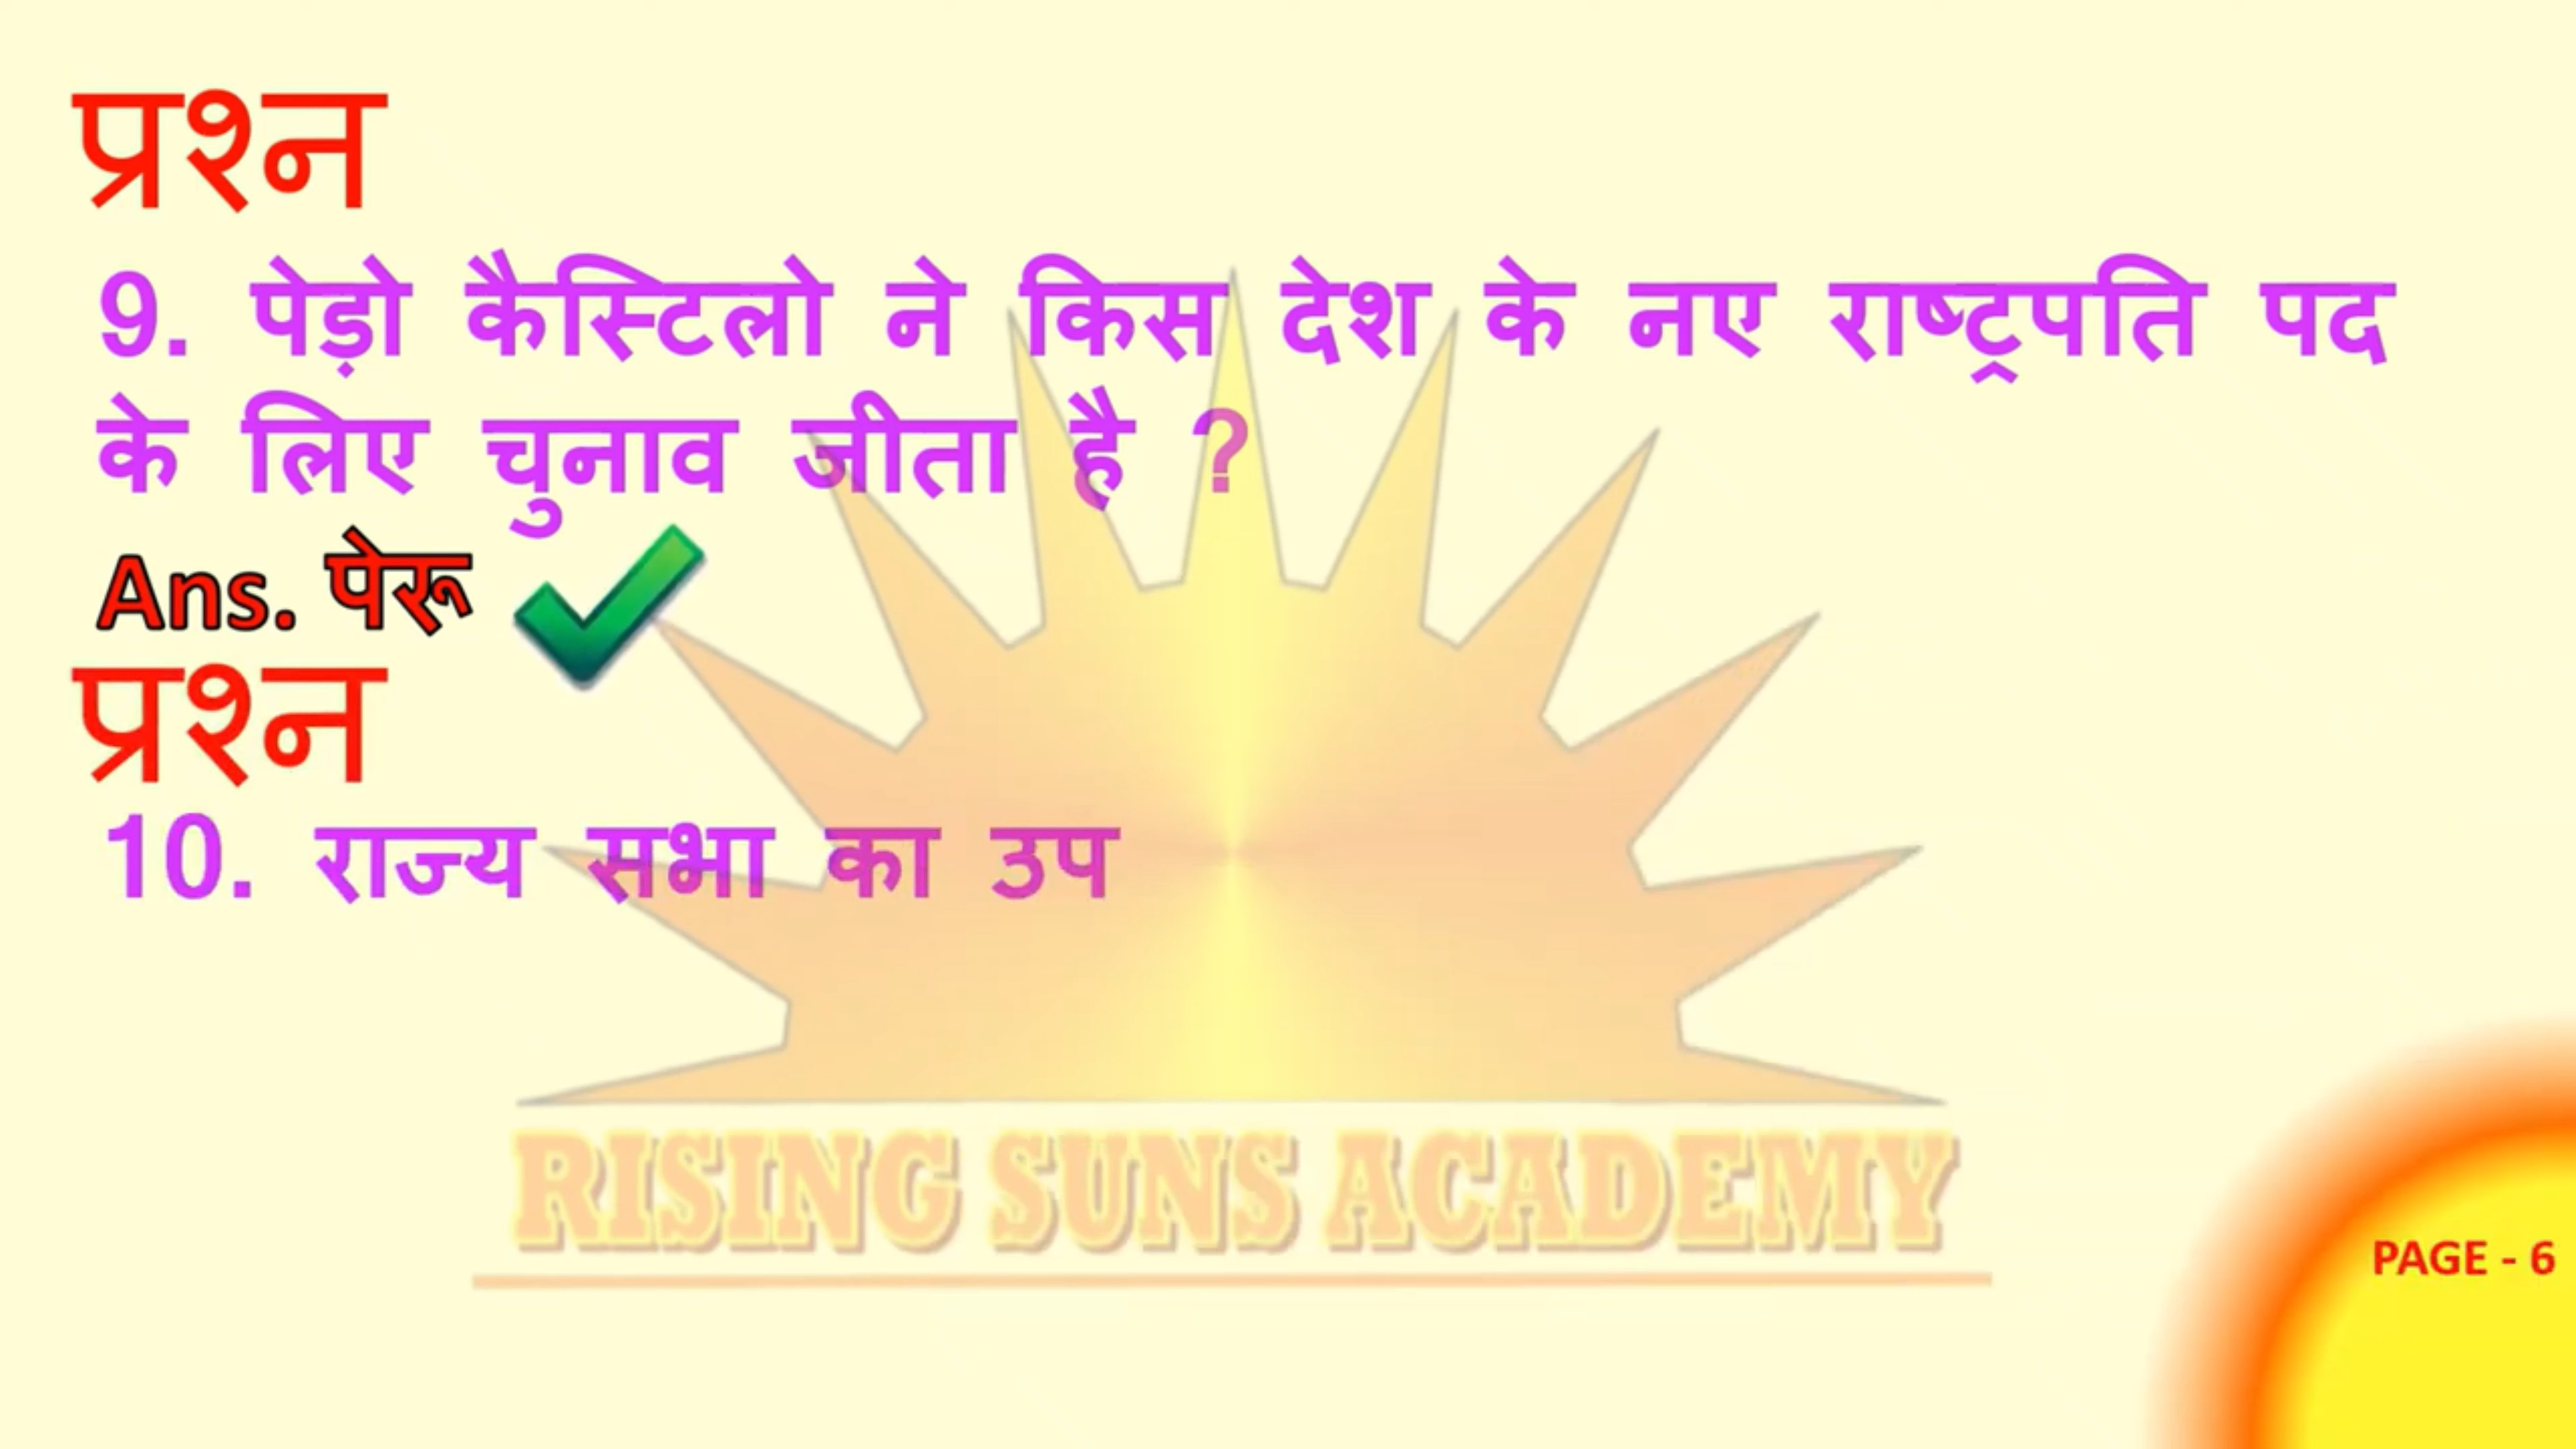 प्रश्न
9. पेड़ो कैस्टिलो ने किस देश के नए राष्ट्रपति पद
के लिए चुनाव जीता है ?
Ans. पेरू
प्रश्न
10. राज्य सभा का उप
RISING SUNS ACADEMY
PAGE - 6